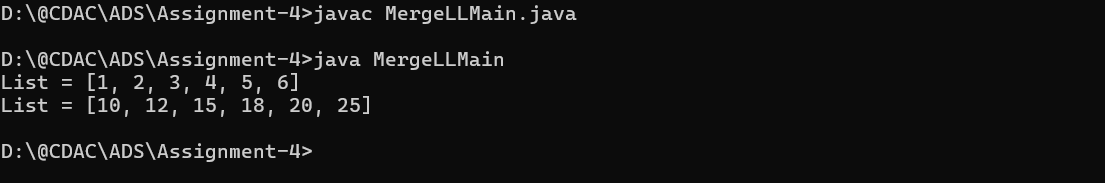 D:\@CDAC\ADS\Assignment-4>javac MergeLLMain.java
D:\@CDAC\ADS\Assignment-4>java MergeLLMain
List = [1, 2, 3, 4, 5, 6]
List = [10, 12, 15, 18, 20, 25]
D:\@CDAC\ADS\Assignment-4>